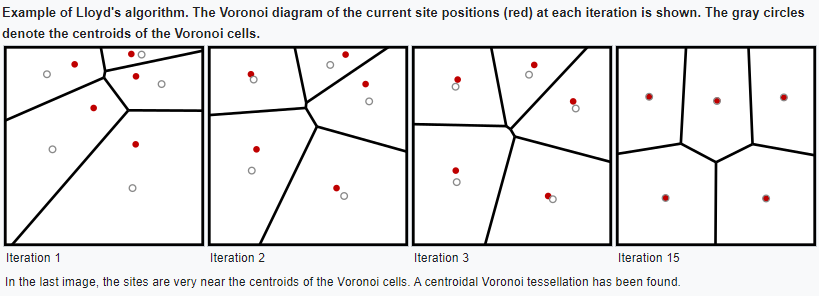 Example of Lloyd's algorithm. The Voronoi diagram of the current site positions (red) at each iteration is shown. The gray circles
denote the centroids of the Voronoi cells.
Iteration 1
Iteration 2
Iteration 3
Iteration 15
In the last image, the sites are very near the centroids of the Voronoi cells. A centroidal Voronoi tessellation has been found.